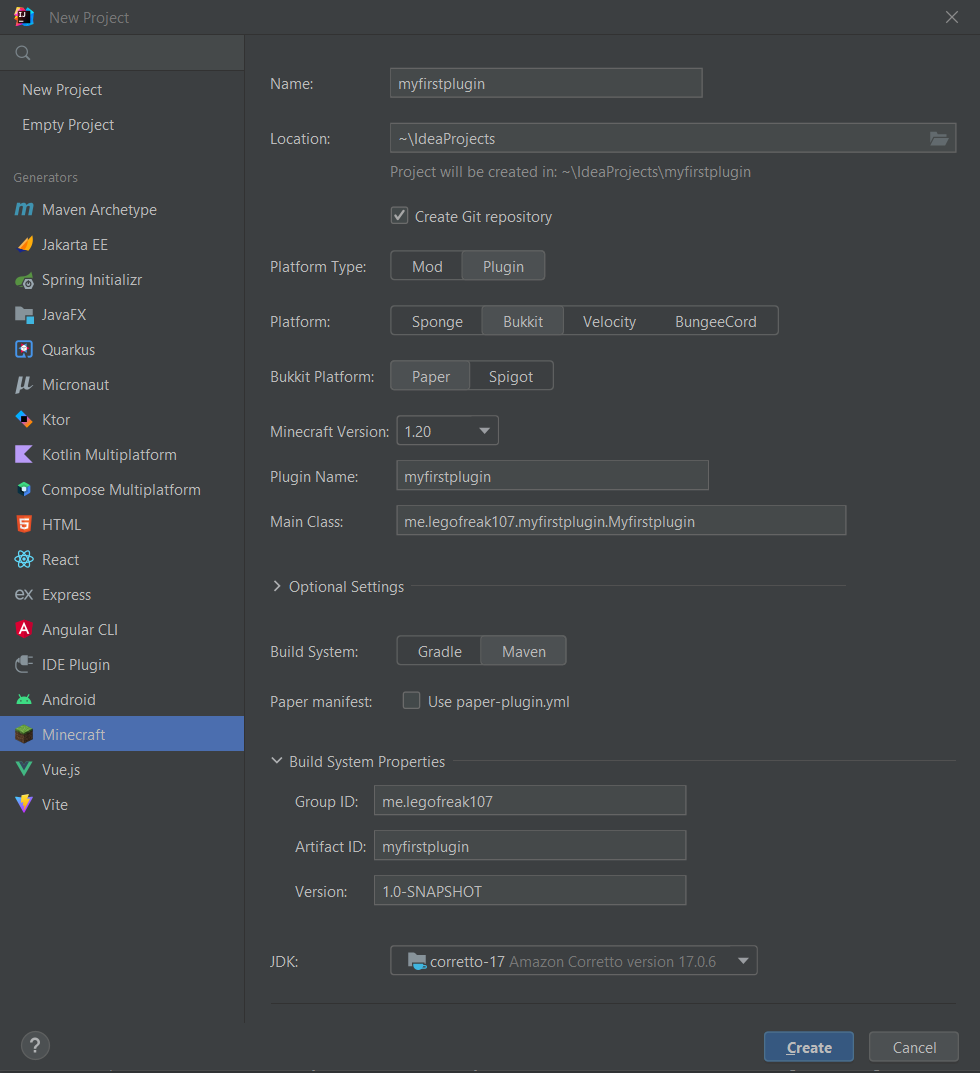 New Project
New Project
Empty Project
Generators
Maven Archetype
Jakarta EE
Spring Initializr
JavaFX
Quarkus
Micronaut
Ktor
Kotlin Multiplatform
Compose Multiplatform
HTML
React
Express
Angular CLI
IDE Plugin
Android
Minecraft
Vue.js
Vite
Name: myfirstplugin
Location: ~\IdeaProjects
Project will be created in: ~\IdeaProjects\myfirstplugin
Create Git repository
Platform Type: Mod Plugin
Platform: Sponge Bukkit Velocity BungeeCord
Bukkit Platform: Paper Spigot
Minecraft Version: 1.20
Plugin Name: myfirstplugin
Main Class: me.legofreak107.myfirstplugin.Myfirstplugin
Optional Settings
Build System: Gradle Maven
Paper manifest: Use paper-plugin.yml
Build System Properties
Group ID: me.legofreak107
Artifact ID: myfirstplugin
Version: 1.0-SNAPSHOT
JDK: corretto-17 Amazon Corretto version 17.0.6
? Create Cancel